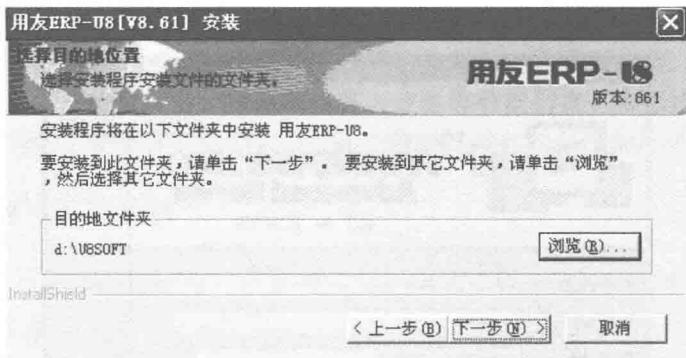 用友ERP-U8[V8.61] 安装
选择目的地位置
选择安装程序安装文件的文件夹。
用友ERP-U8
版本:861
安装程序将在以下文件夹中安装 用友ERP-U8。
要安装到此文件夹,请单击“下一步”。 要安装到其它文件夹,请单击“浏览”
,然后选择其它文件夹。
目的地文件夹
d:\U8SOFT
浏览(R)...
InstallShield
< 上一步(B)
下一步(N) >
取消